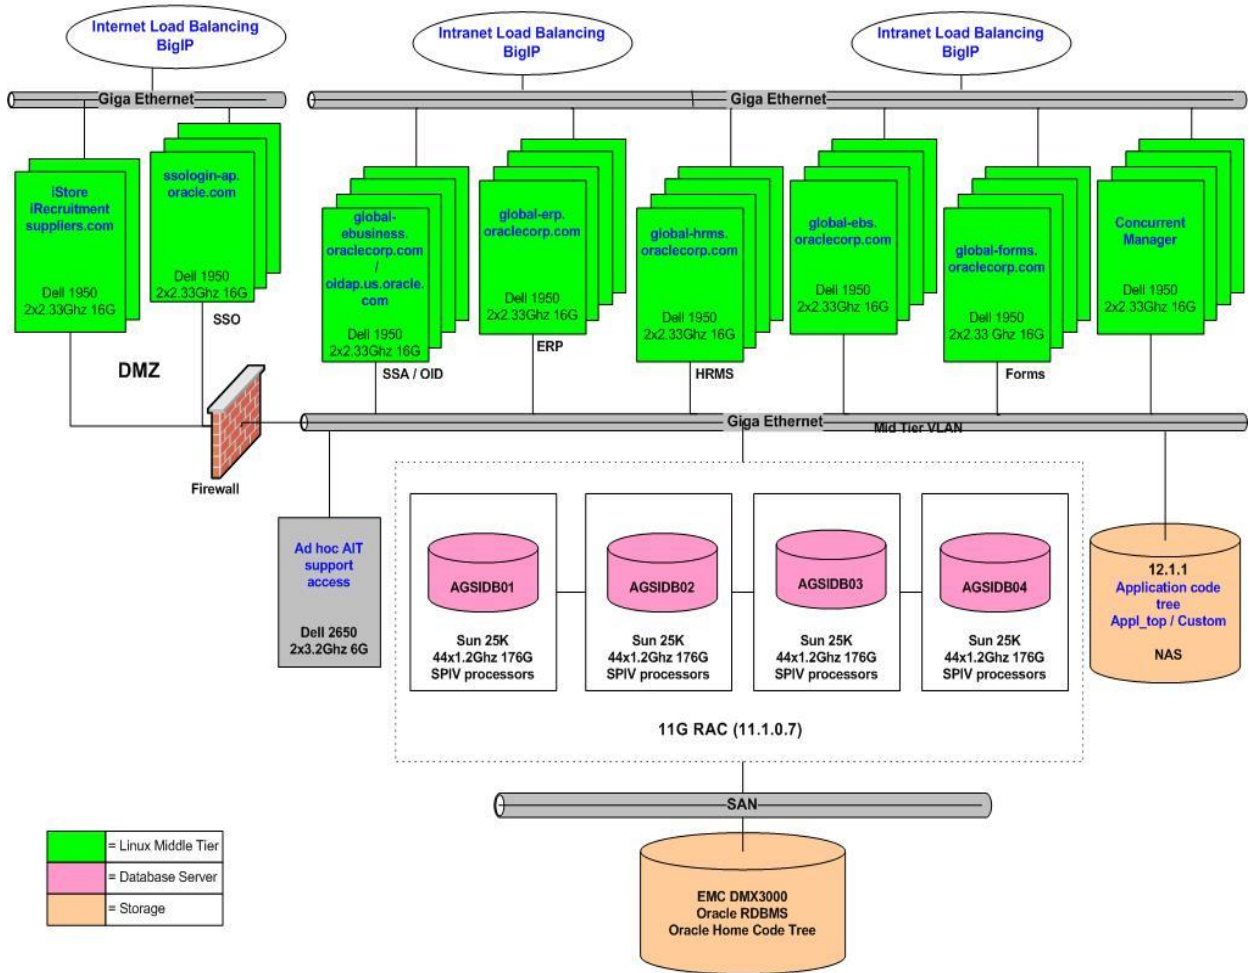 Internet Load Balancing
BigIP
Intranet Load Balancing
BigIP
Intranet Load Balancing
BigIP
Giga Ethernet
Giga Ethernet
iStore
iRecruitment
suppliers.com
Dell 1950
2x2.33Ghz 16G
ssologin-ap.
oracle.com
Dell 1950
2x2.33Ghz 16G
SSO
global-
ebusiness.
oraclecorp.com
/
oidap.us.oracle.
com
Dell 1950
2x2.33Ghz 16G
SSA / OID
global-erp.
oraclecorp.com
Dell 1950
2x2.33Ghz 16G
ERP
global-hrms.
oraclecorp.com
Dell 1950
2x2.33Ghz 16G
HRMS
global-ebs.
oraclecorp.com
Dell 1950
2x2.33Ghz 16G
global-forms.
oraclecorp.com
Dell 1950
2x2.33Ghz 16G
Forms
Concurrent
Manager
Dell 1950
2x2.33Ghz 16G
DMZ
Firewall
Giga Ethernet
Mid Tier VLAN
Ad hoc AIT
support
access
Dell 2650
2x3.2Ghz 6G
AGSIDB01
Sun 25K
44x1.2Ghz 176G
SPIV processors
AGSIDB02
Sun 25K
44x1.2Ghz 176G
SPIV processors
AGSIDB03
Sun 25K
44x1.2Ghz 176G
SPIV processors
AGSIDB04
Sun 25K
44x1.2Ghz 176G
SPIV processors
11G RAC (11.1.0.7)
12.1.1
Application code
tree
Appl_top / Custom
NAS
SAN
EMC DMX3000
Oracle RDBMS
Oracle Home Code Tree
= Linux Middle Tier
= Database Server
= Storage